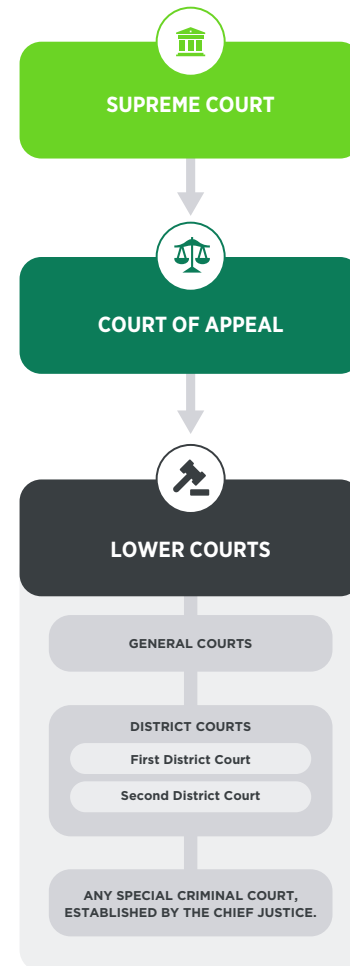 SUPREME COURT
COURT OF APPEAL
LOWER COURTS
GENERAL COURTS
DISTRICT COURTS
First District Court
Second District Court
ANY SPECIAL CRIMINAL COURT,
ESTABLISHED BY THE CHIEF JUSTICE.